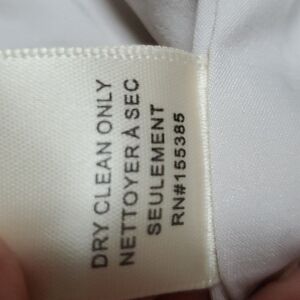 DRY CLEAN ONLY
NETTOYER À SEC
SEULEMENT
RN#155385